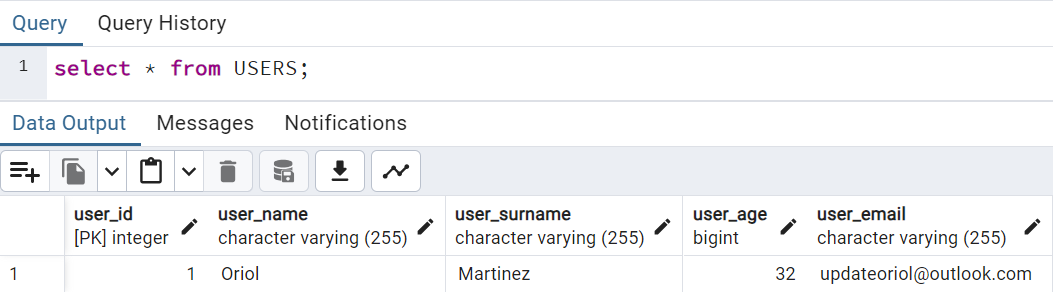 Query Query History
1 select * from USERS;
Data Output Messages Notifications
user_id user_name user_surname user_age user_email
[PK] integer character varying (255) character varying (255) bigint character varying (255)
1 1 Oriol Martinez 32 updateoriol@outlook.com